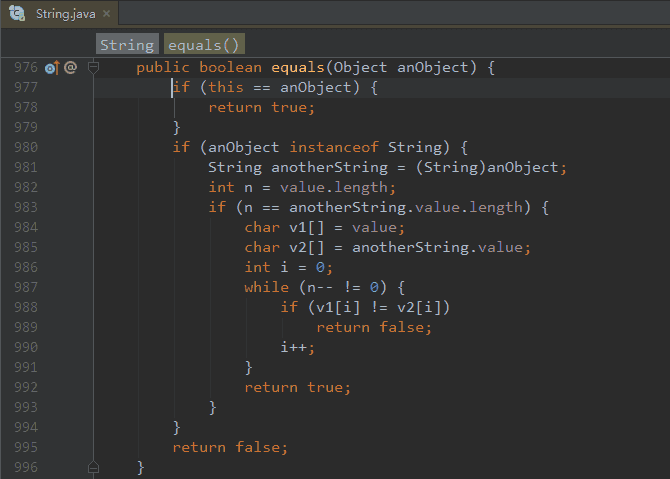 String.java ×
String equals()
976 @ public boolean equals(Object anObject) {
977 if (this == anObject) {
978 return true;
979 }
980 if (anObject instanceof String) {
981 String anotherString = (String)anObject;
982 int n = value.length;
983 if (n == anotherString.value.length) {
984 char v1[] = value;
985 char v2[] = anotherString.value;
986 int i = 0;
987 while (n-- != 0) {
988 if (v1[i] != v2[i])
989 return false;
990 i++;
991 }
992 return true;
993 }
994 }
995 return false;
996 }